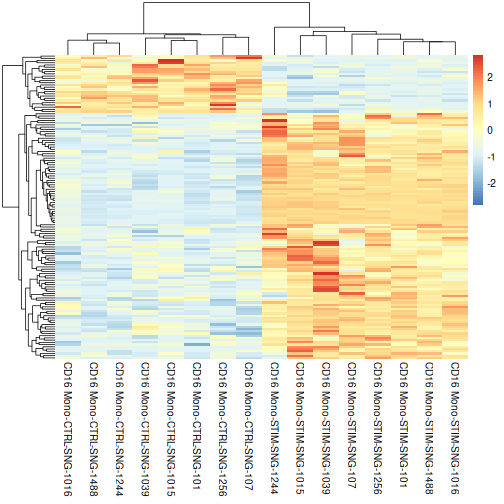 2
1
0
-1
-2
CD16 Mono-CTRL-SNG-1016
CD16 Mono-CTRL-SNG-1488
CD16 Mono-CTRL-SNG-1244
CD16 Mono-CTRL-SNG-1039
CD16 Mono-CTRL-SNG-1015
CD16 Mono-CTRL-SNG-101
CD16 Mono-CTRL-SNG-1256
CD16 Mono-CTRL-SNG-107
CD16 Mono-STIM-SNG-1244
CD16 Mono-STIM-SNG-1015
CD16 Mono-STIM-SNG-1039
CD16 Mono-STIM-SNG-107
CD16 Mono-STIM-SNG-1256
CD16 Mono-STIM-SNG-101
CD16 Mono-STIM-SNG-1488
CD16 Mono-STIM-SNG-1016